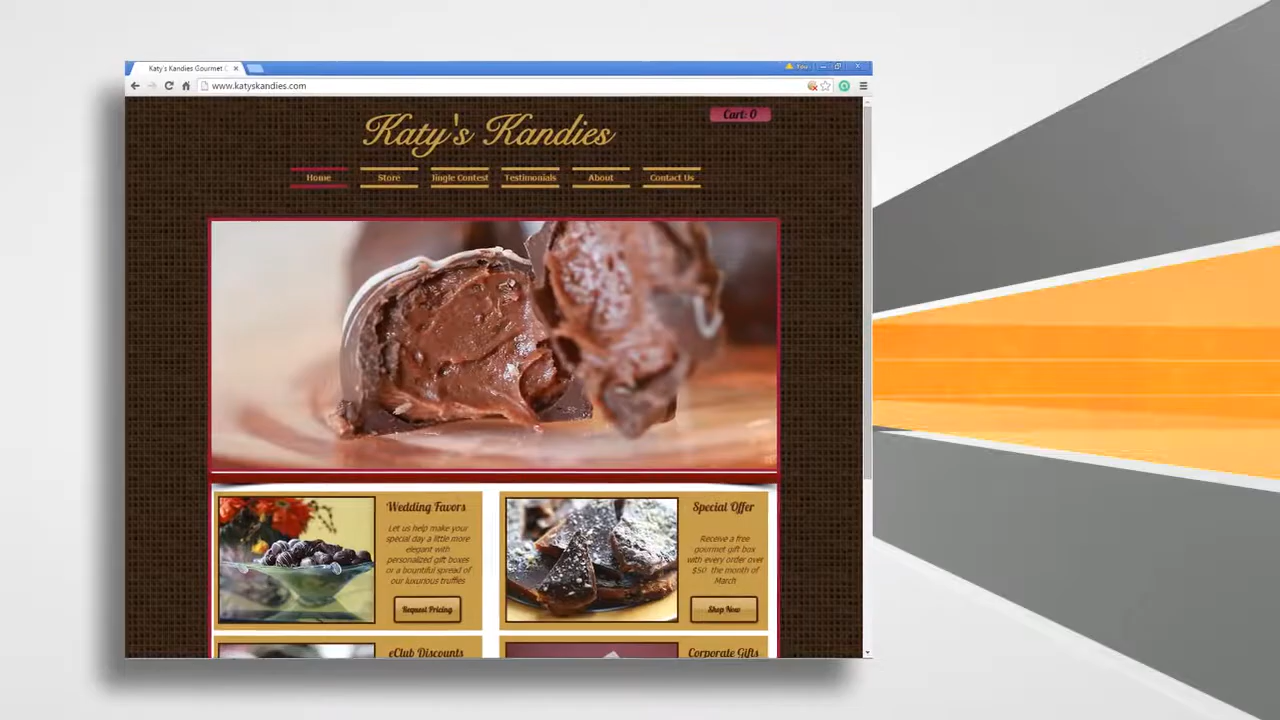 Katy's Kandies Gourmet
You
www.katyskandies.com
Cart: 0
Katy's Kandies
Home
Store
Jingle Contest
Testimonials
About
Contact Us
Wedding Favors
Let us help make your
special day a little more
elegant with
personalized gift boxes
or a bountiful spread of
our luxurious truffles
Request Pricing
Special Offer
Receive a free
gourmet gift box
with every order over
$50 the month of
March
Shop Now
eClub Discounts
Corporate Gifts